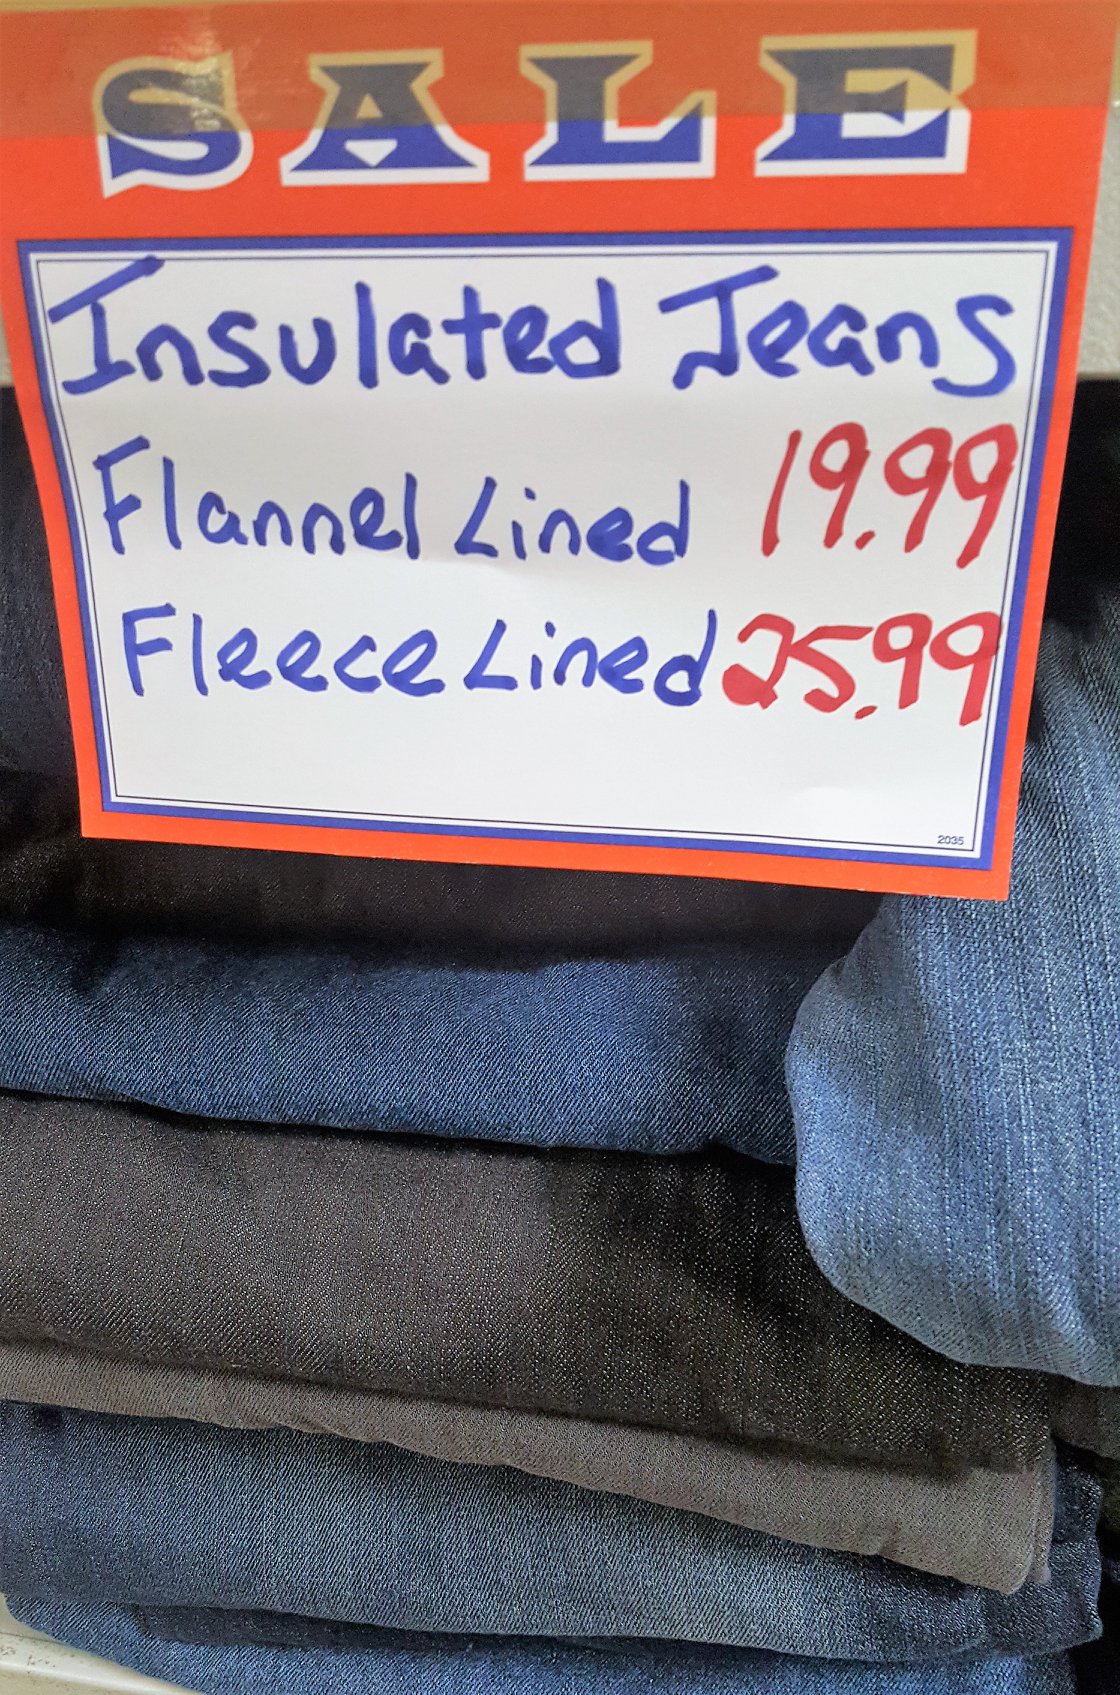 SALE
Insulated Jeans
Flannel Lined 19.99
Fleece Lined 25.99
2035